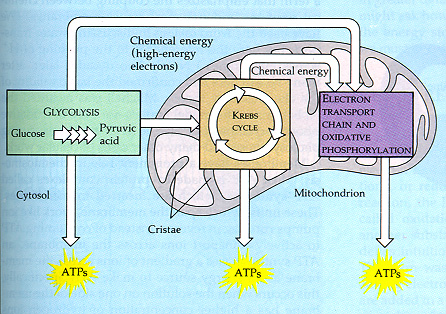 Chemical energy
(high-energy
electrons)
Chemical energy
GLYCOLYSIS
Glucose
Pyruvic
acid
KREBS
CYCLE
ELECTRON
TRANSPORT
CHAIN AND
OXIDATIVE
PHOSPHORYLATION
Cytosol
Cristae
Mitochondrion
ATPs
ATPs
ATPs